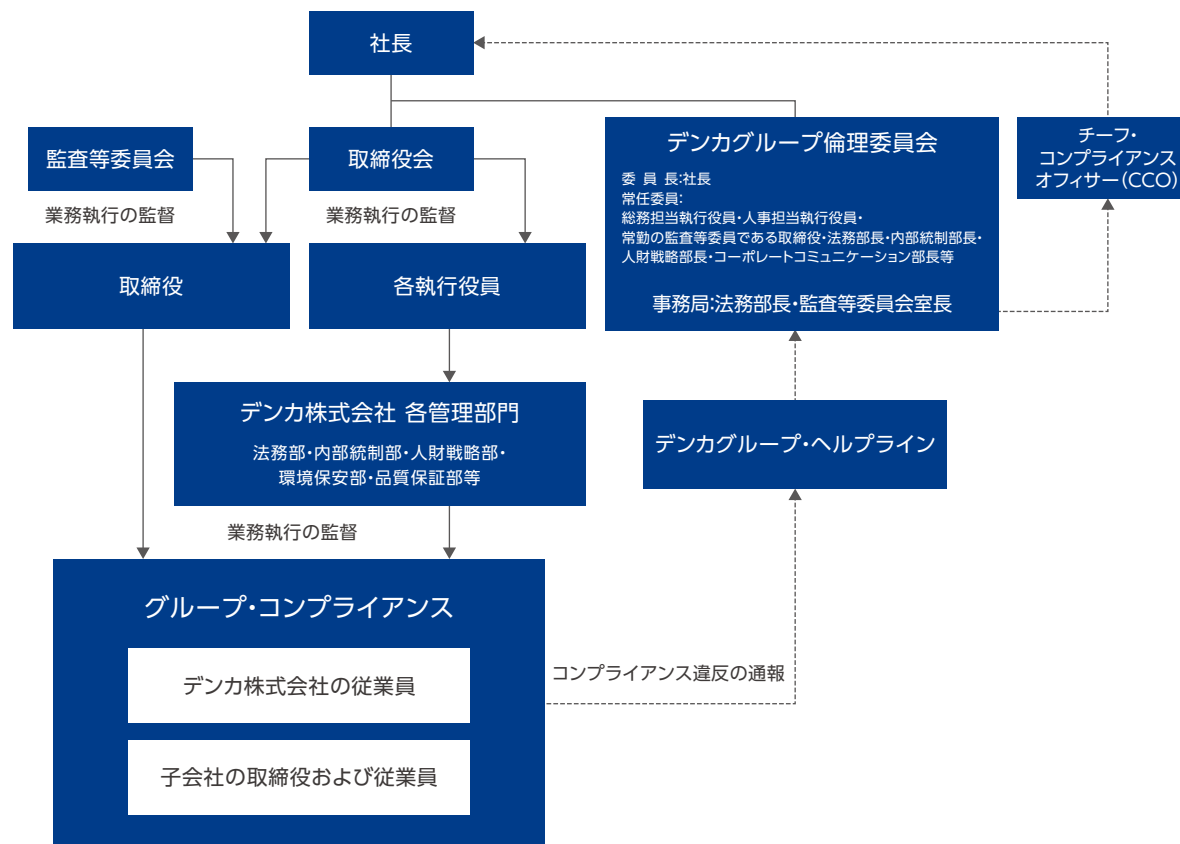 社長
監査等委員会
取締役会
デンカグループ倫理委員会
委 員 長:社長
常任委員:
総務担当執行役員・人事担当執行役員・
常勤の監査等委員である取締役・法務部長・内部統制部長・
人財戦略部長・コーポレートコミュニケーション部長等
事務局:法務部長・監査等委員会室長
チーフ・
コンプライアンス
オフィサー(CCO)
業務執行の監督
業務執行の監督
取締役
各執行役員
デンカ株式会社 各管理部門
法務部・内部統制部・人財戦略部・
環境保安部・品質保証部等
デンカグループ・ヘルプライン
業務執行の監督
グループ・コンプライアンス
デンカ株式会社の従業員
子会社の取締役および従業員
コンプライアンス違反の通報